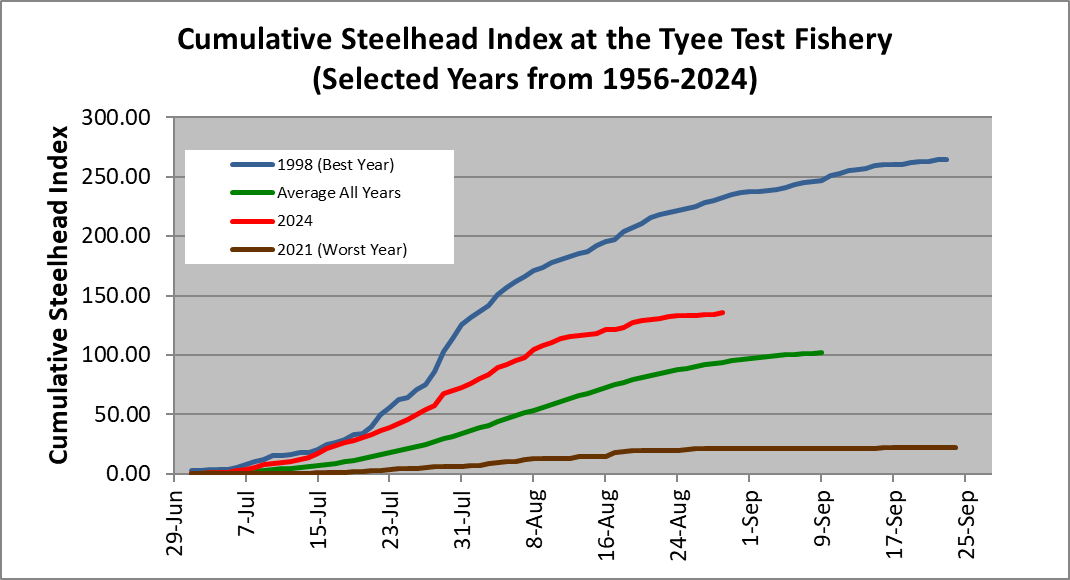 Cumulative Steelhead Index at the Tyee Test Fishery
(Selected Years from 1956-2024)
Cumulative Steelhead Index
300.00
250.00
200.00
150.00
100.00
50.00
0.00
1998 (Best Year)
Average All Years
2024
2021 (Worst Year)
29-Jun
7-Jul
15-Jul
23-Jul
31-Jul
8-Aug
16-Aug
24-Aug
1-Sep
9-Sep
17-Sep
25-Sep